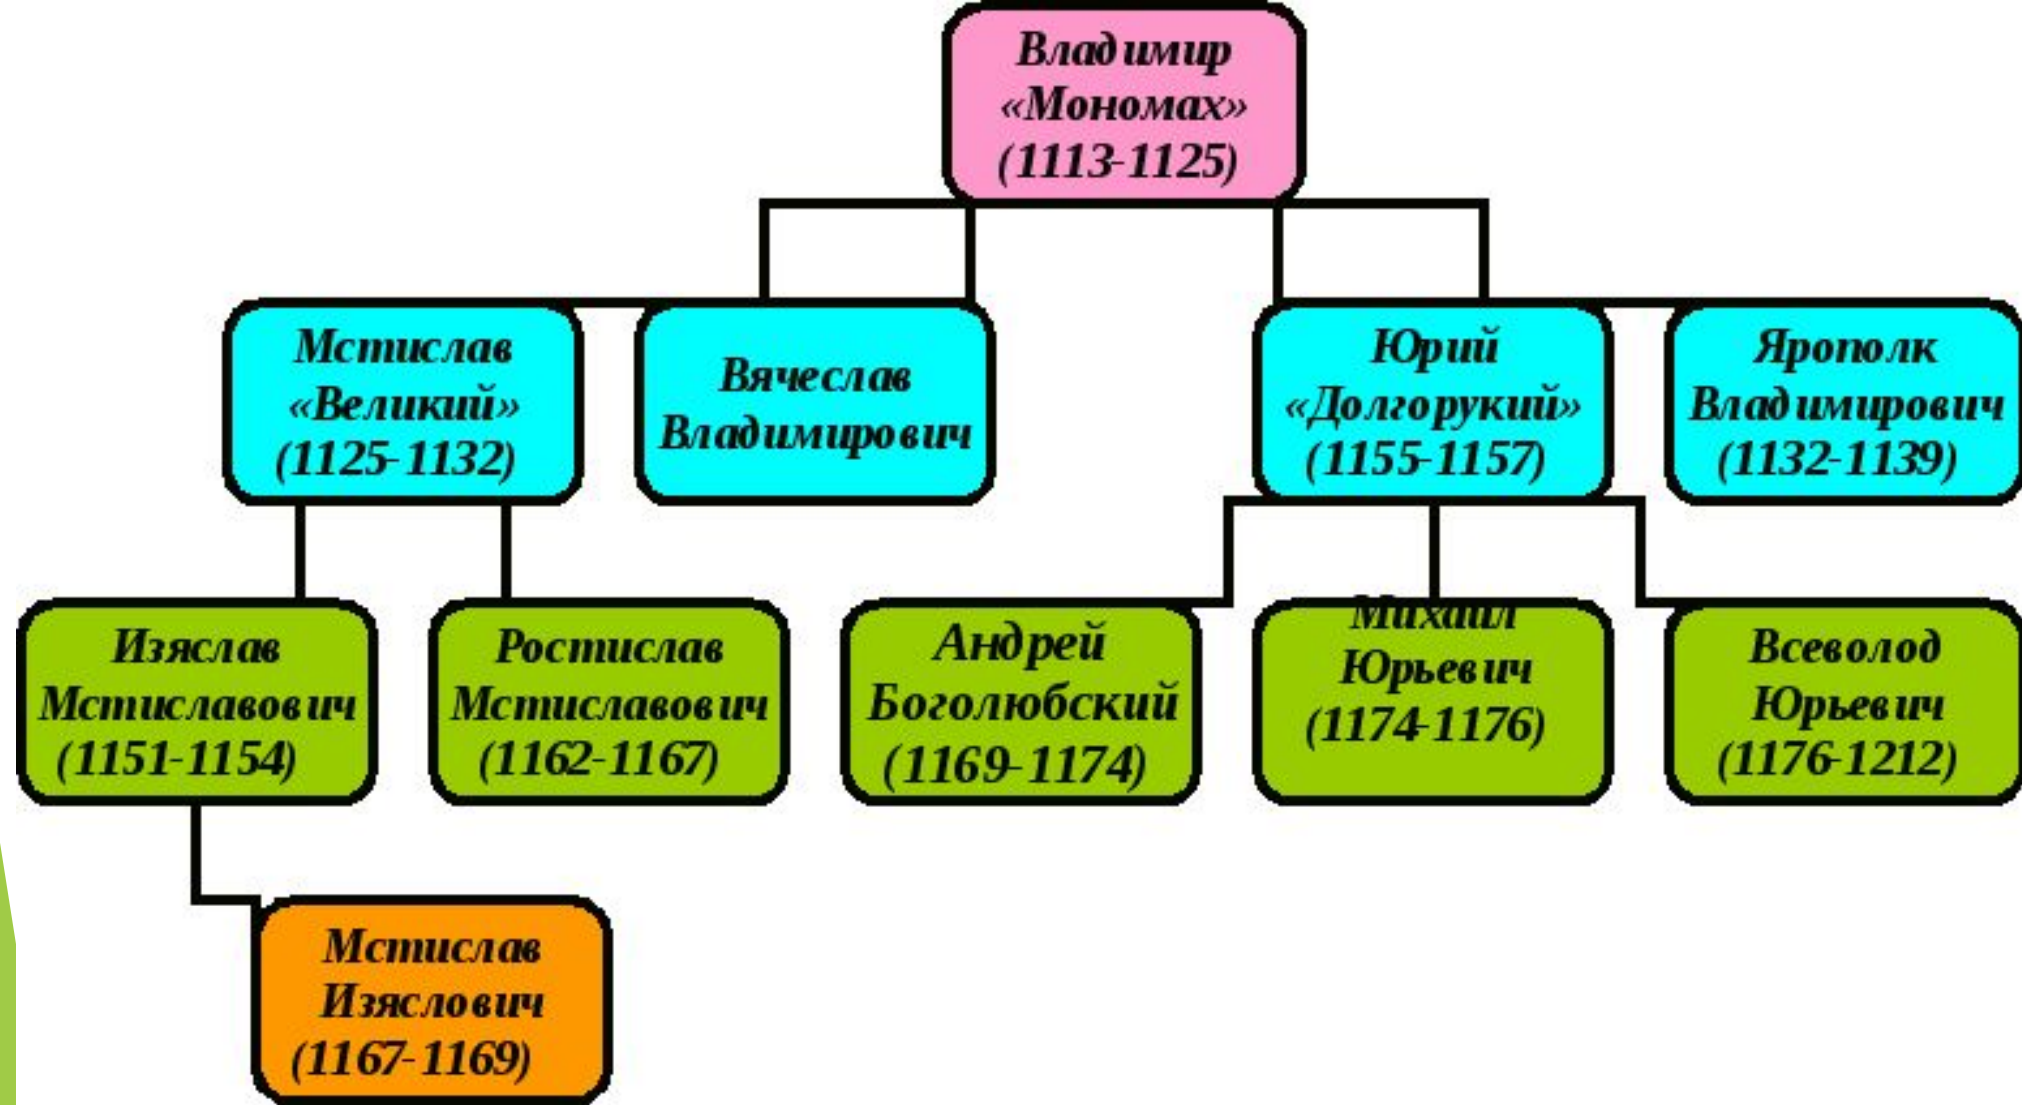 Владимир
«Мономах»
(1113-1125)
Мстислав
«Великий»
(1125-1132)
Вячеслав
Владимирович
Юрий
«Долгорукий»
(1155-1157)
Ярополк
Владимирович
(1132-1139)
Изяслав
Мстиславович
(1151-1154)
Ростислав
Мстиславович
(1162-1167)
Андрей
Боголюбский
(1169-1174)
Михаил
Юрьевич
(1174-1176)
Всеволод
Юрьевич
(1176-1212)
Мстислав
Изяслович
(1167-1169)